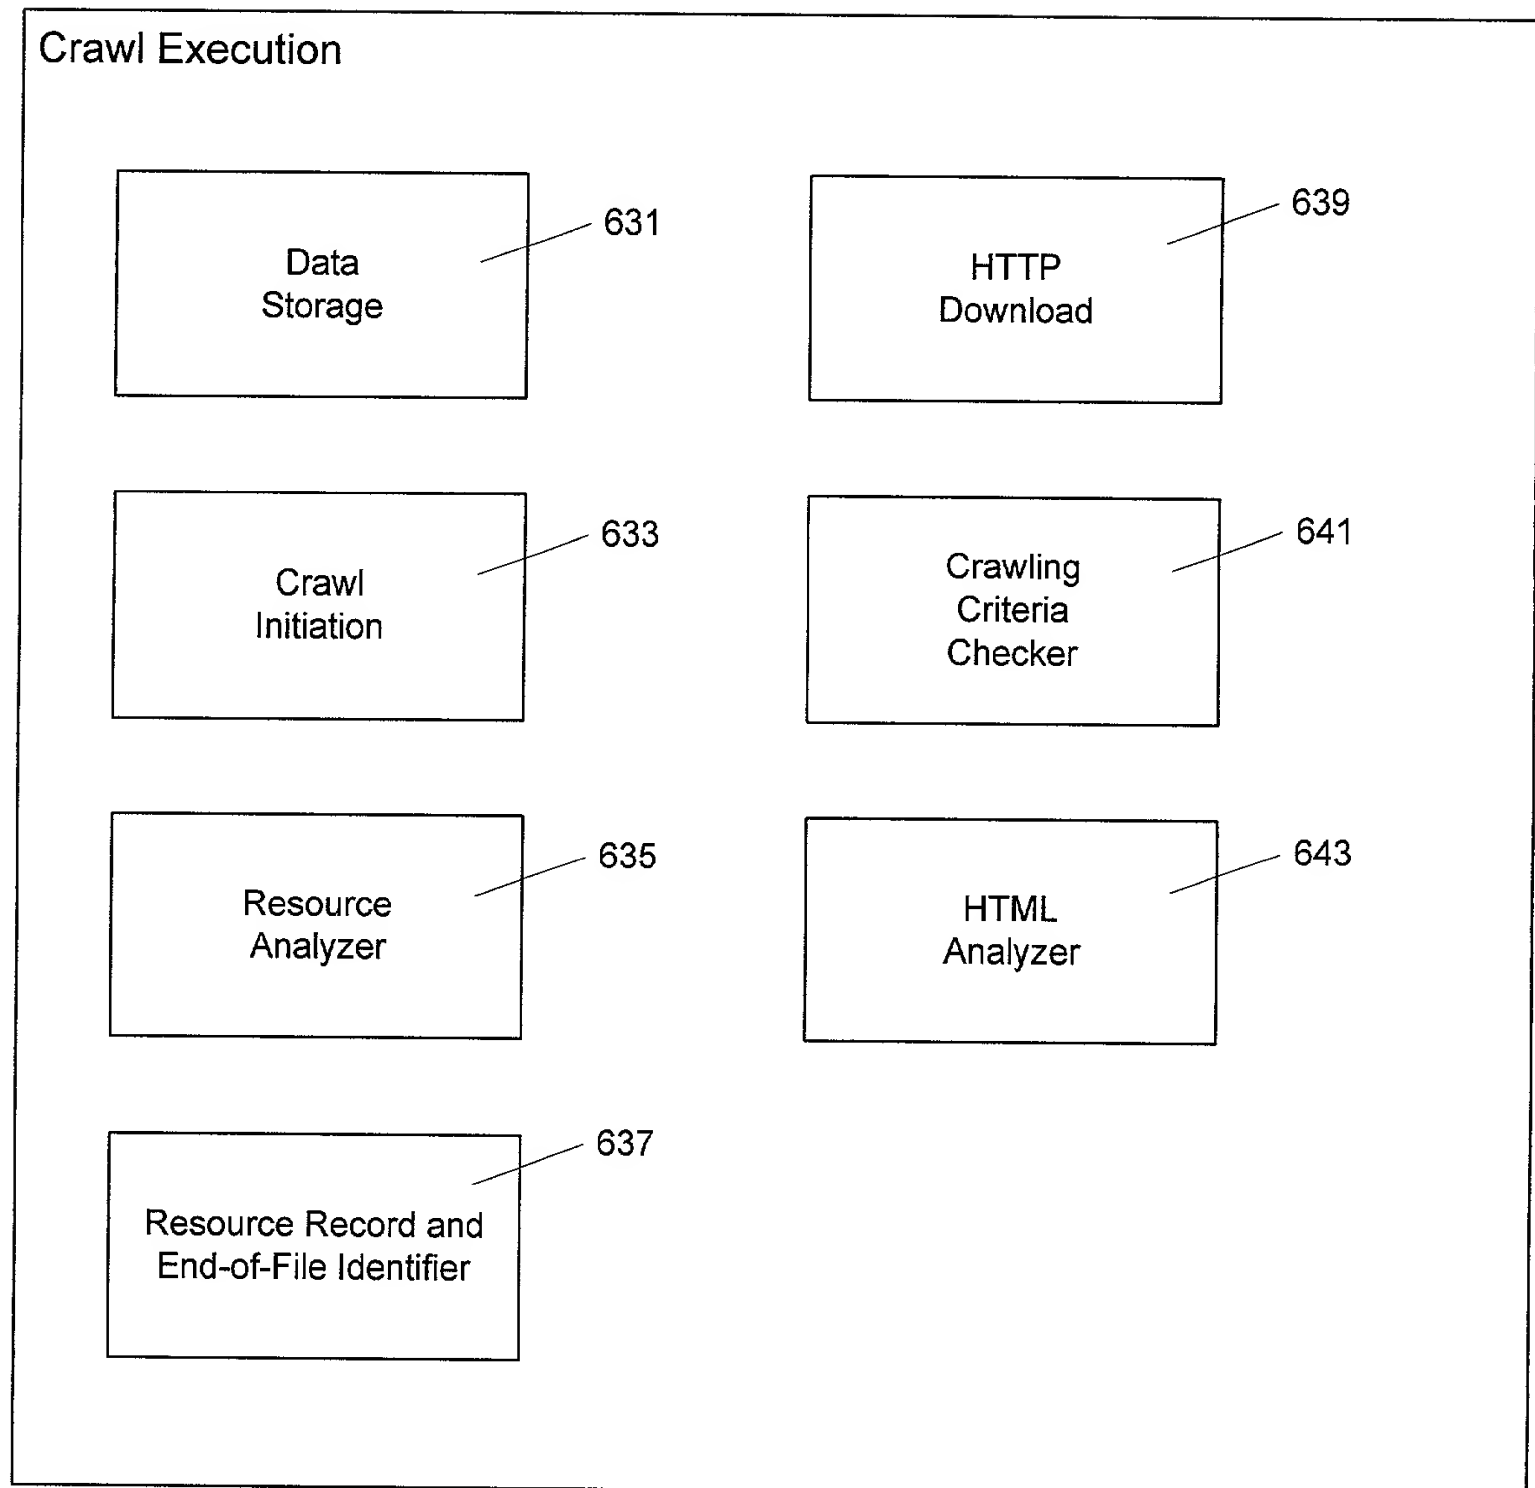 Crawl Execution
Data
Storage
631
HTTP
Download
639
Crawl
Initiation
633
Crawling
Criteria
Checker
641
Resource
Analyzer
635
HTML
Analyzer
643
Resource Record and
End-of-File Identifier
637